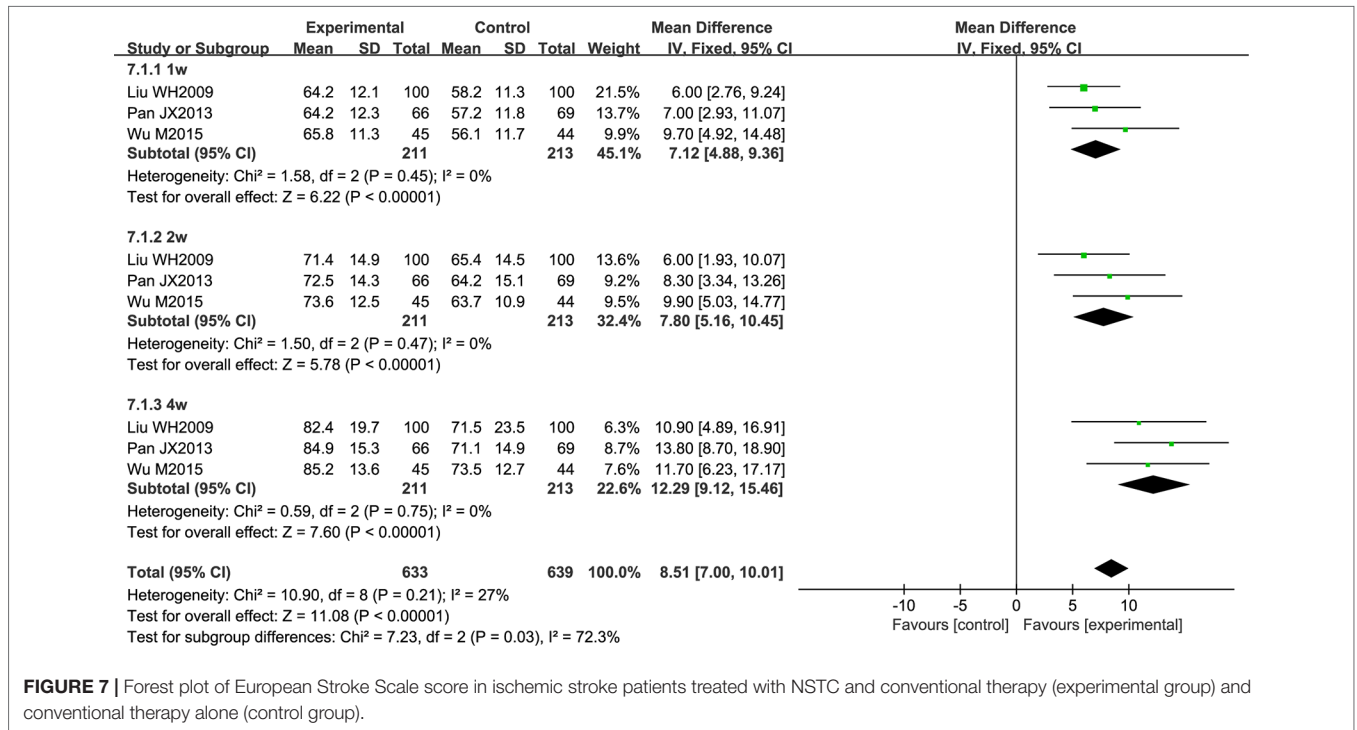 Experimental Control Mean Difference Mean Difference
Study or Subgroup Mean SD Total Mean SD Total Weight IV, Fixed, 95% CI IV, Fixed, 95% CI
7.1.1 1w
Liu WH2009 64.2 12.1 100 58.2 11.3 100 21.5% 6.00 [2.76, 9.24]
Pan JX2013 64.2 12.3 66 57.2 11.8 69 13.7% 7.00 [2.93, 11.07]
Wu M2015 65.8 11.3 45 56.1 11.7 44 9.9% 9.70 [4.92, 14.48]
Subtotal (95% CI) 211 213 45.1% 7.12 [4.88, 9.36]
Heterogeneity: Chi² = 1.58, df = 2 (P = 0.45); I² = 0%
Test for overall effect: Z = 6.22 (P < 0.00001)
7.1.2 2w
Liu WH2009 71.4 14.9 100 65.4 14.5 100 13.6% 6.00 [1.93, 10.07]
Pan JX2013 72.5 14.3 66 64.2 15.1 69 9.2% 8.30 [3.34, 13.26]
Wu M2015 73.6 12.5 45 63.7 10.9 44 9.5% 9.90 [5.03, 14.77]
Subtotal (95% CI) 211 213 32.4% 7.80 [5.16, 10.45]
Heterogeneity: Chi² = 1.50, df = 2 (P = 0.47); I² = 0%
Test for overall effect: Z = 5.78 (P < 0.00001)
7.1.3 4w
Liu WH2009 82.4 19.7 100 71.5 23.5 100 6.3% 10.90 [4.89, 16.91]
Pan JX2013 84.9 15.3 66 71.1 14.9 69 8.7% 13.80 [8.70, 18.90]
Wu M2015 85.2 13.6 45 73.5 12.7 44 7.6% 11.70 [6.23, 17.17]
Subtotal (95% CI) 211 213 22.6% 12.29 [9.12, 15.46]
Heterogeneity: Chi² = 0.59, df = 2 (P = 0.75); I² = 0%
Test for overall effect: Z = 7.60 (P < 0.00001)
Total (95% CI) 633 639 100.0% 8.51 [7.00, 10.01]
Heterogeneity: Chi² = 10.90, df = 8 (P = 0.21); I² = 27%
Test for overall effect: Z = 11.08 (P < 0.00001)
Test for subgroup differences: Chi² = 7.23, df = 2 (P = 0.03), I² = 72.3%
-10 -5 0 5 10
Favours [control] Favours [experimental]
FIGURE 7 | Forest plot of European Stroke Scale score in ischemic stroke patients treated with NSTC and conventional therapy (experimental group) and
conventional therapy alone (control group).